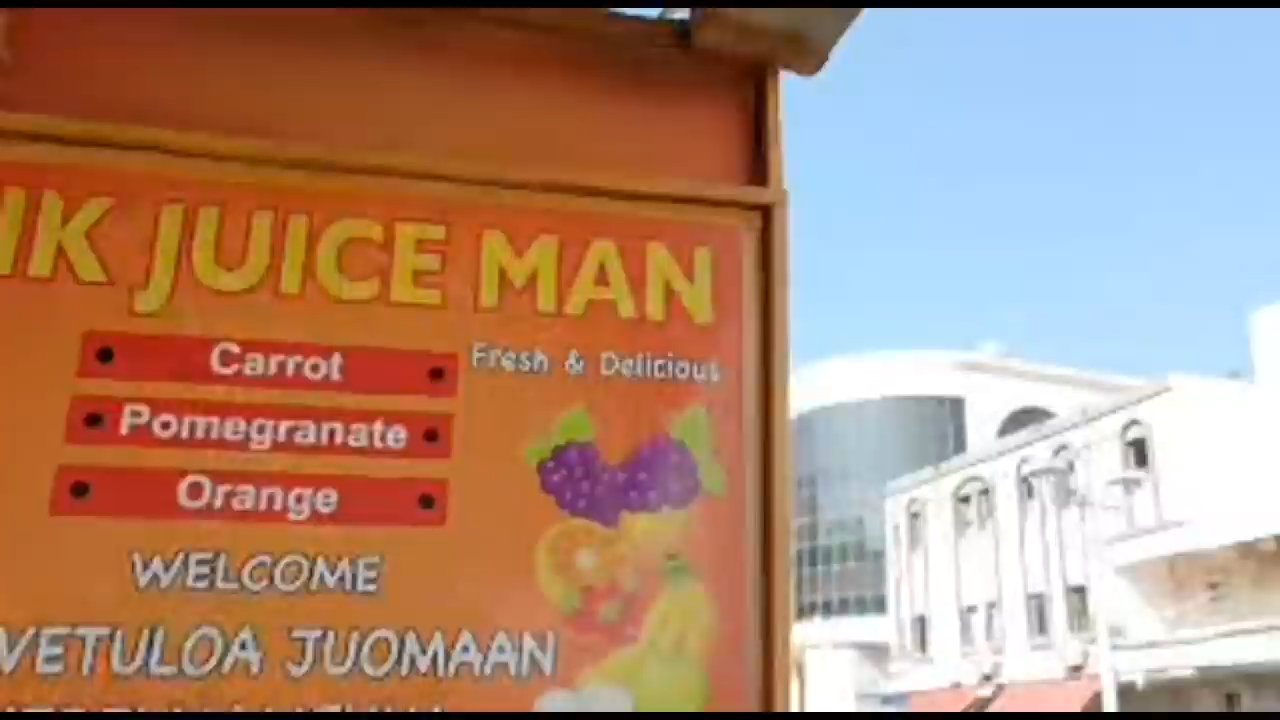 JUICE MAN
Fresh & Delicious
Carrot
Pomegranate
Orange
WELCOME
VETULOA JUOMAAN